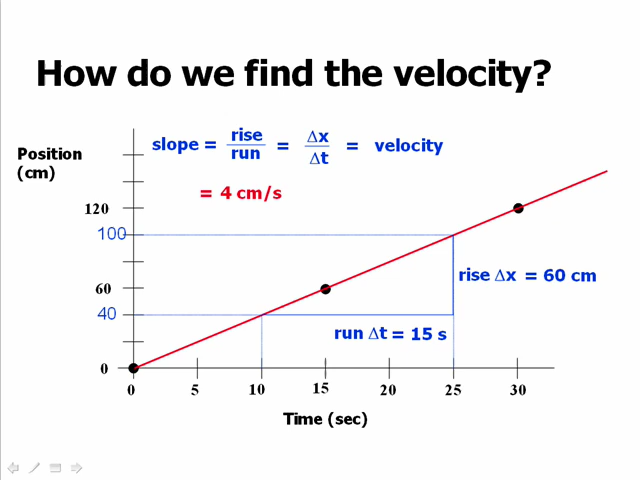 How do we find the velocity?
slope = rise/run = Δx/Δt = velocity
Position
(cm)
= 4 cm/s
120
100
60
40
0
rise Δx = 60 cm
run Δt = 15 s
0 5 10 15 20 25 30
Time (sec)